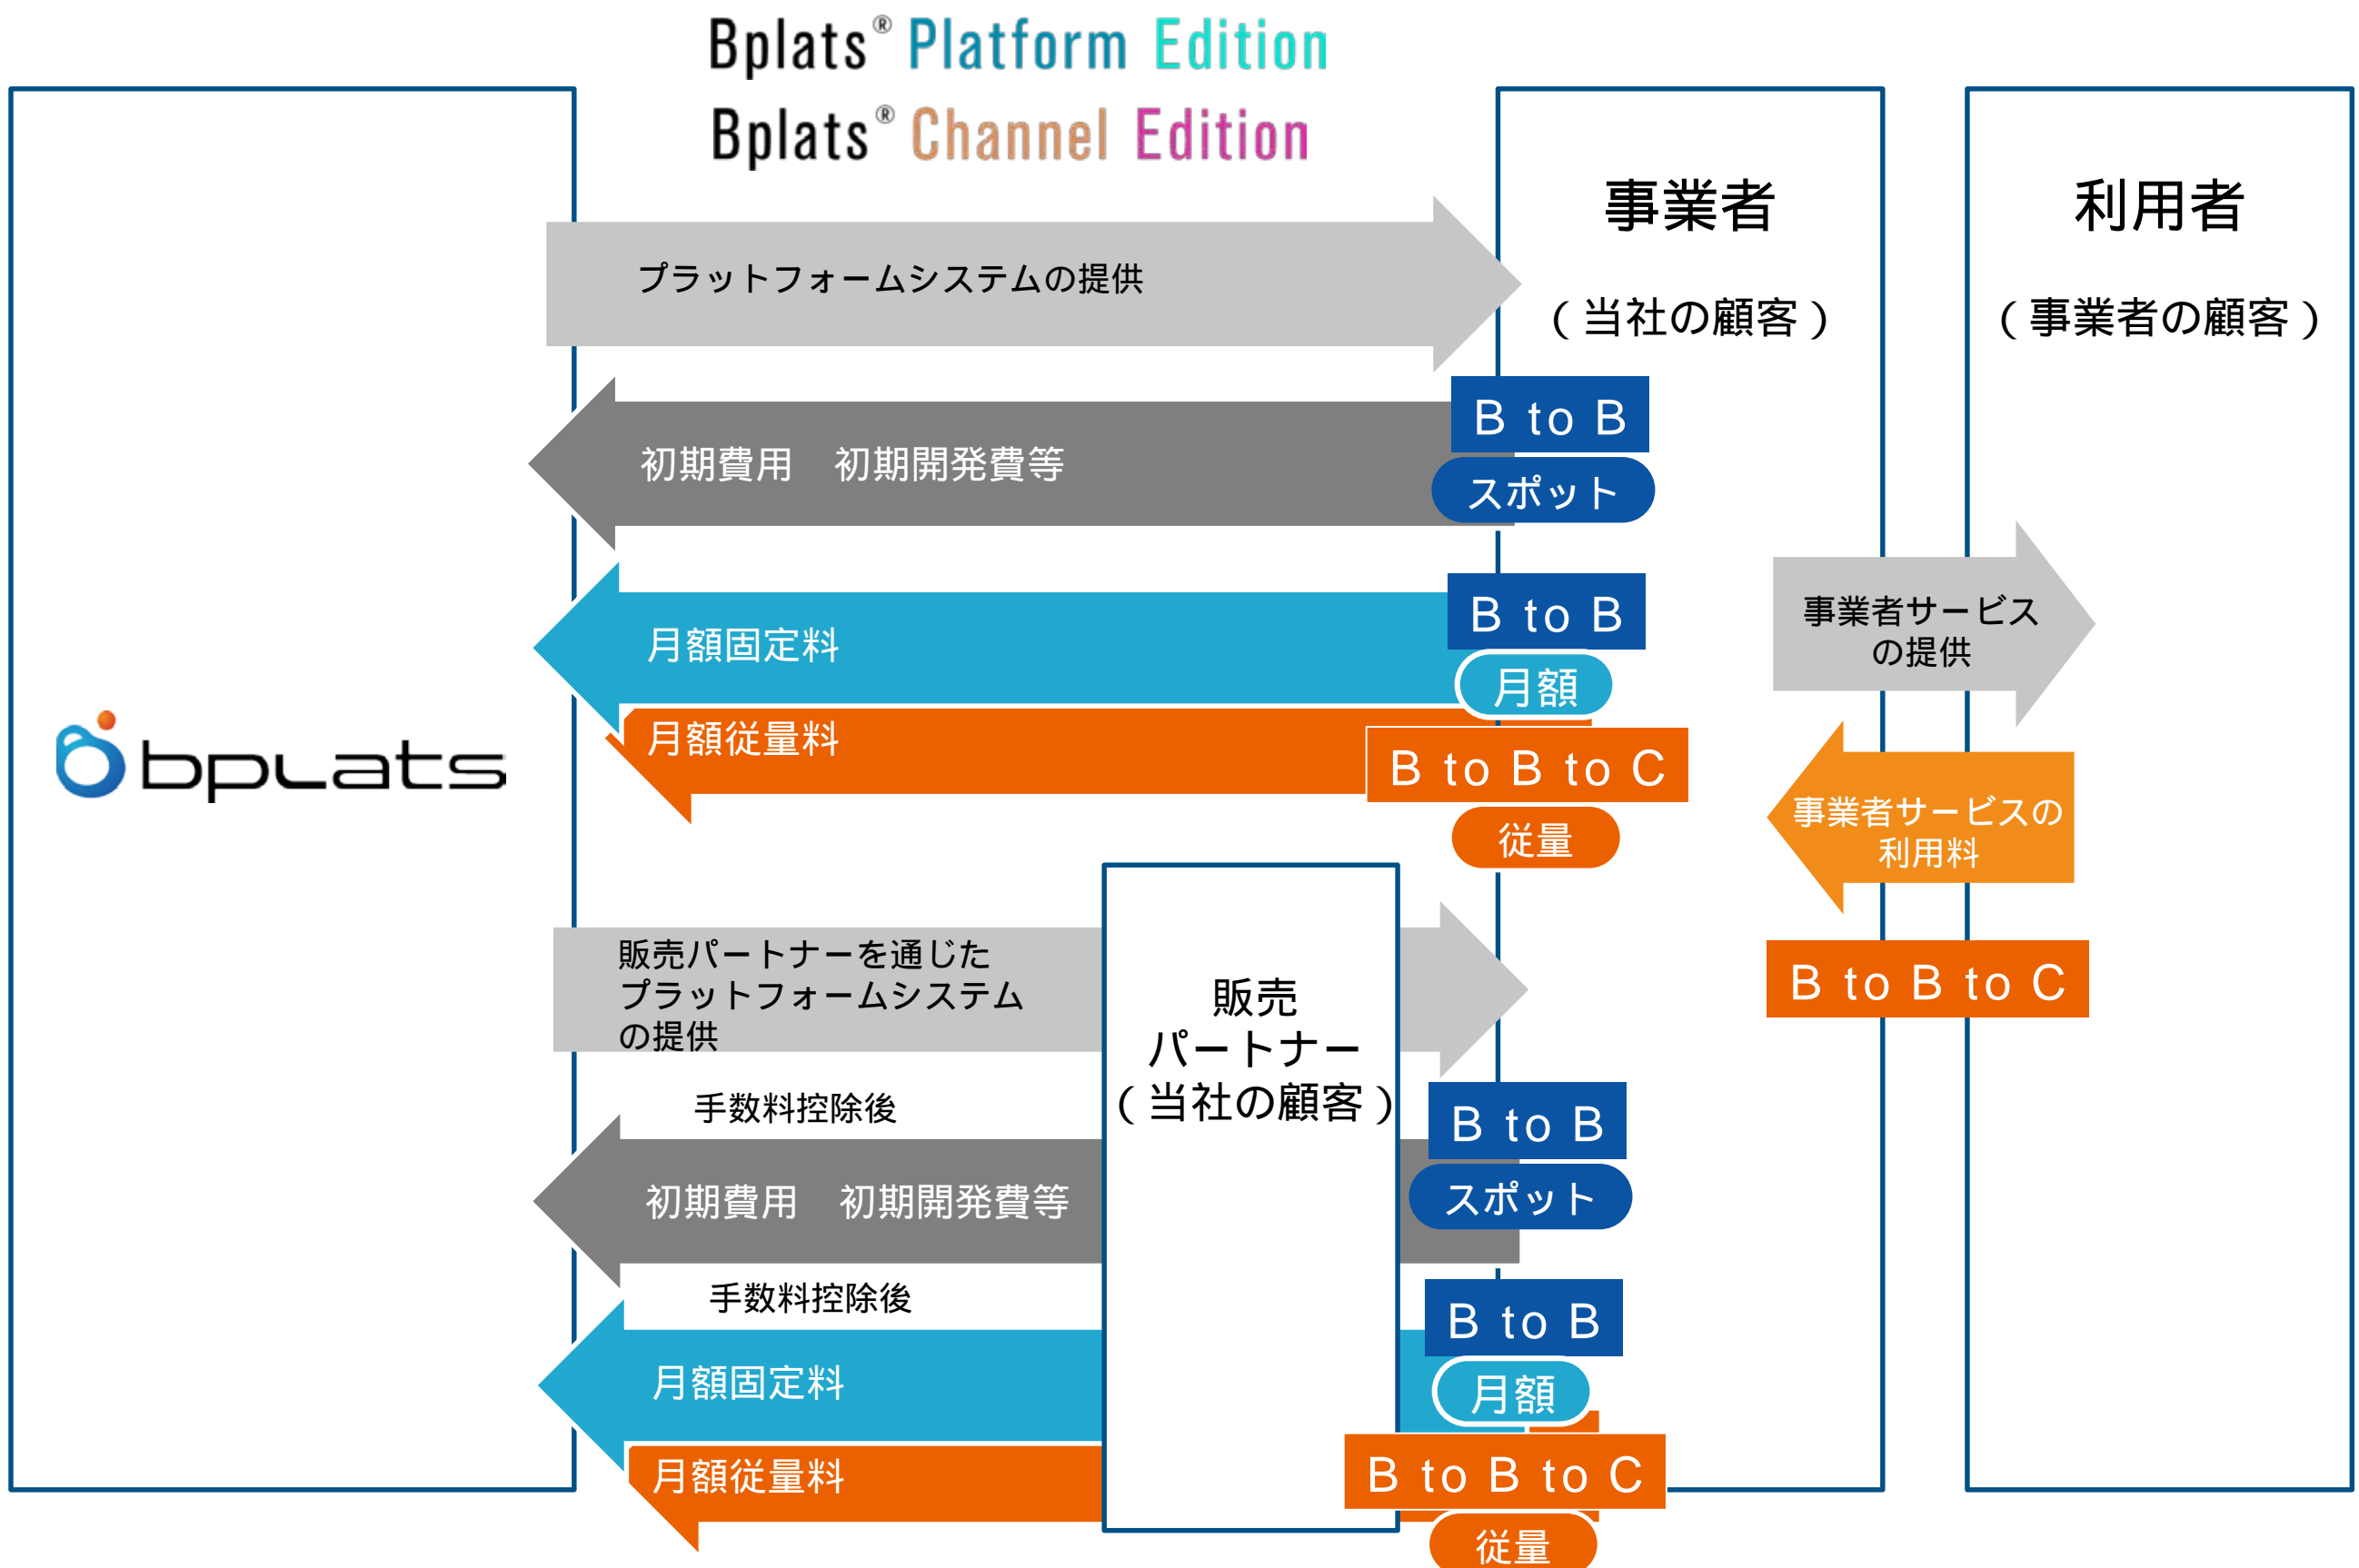 Bplats® Platform Edition
Bplats® Channel Edition
事業者
（当社の顧客）
利用者
（事業者の顧客）
プラットフォームシステムの提供
初期費用　初期開発費等
B to B
スポット
月額固定料
B to B
月額
月額従量料
B to B to C
従量
事業者サービス
の提供
事業者サービスの
利用料
B to B to C
bplats
販売パートナーを通じた
プラットフォームシステム
の提供
販売
パートナー
（当社の顧客）
手数料控除後
初期費用　初期開発費等
B to B
スポット
手数料控除後
月額固定料
B to B
月額
月額従量料
B to B to C
従量